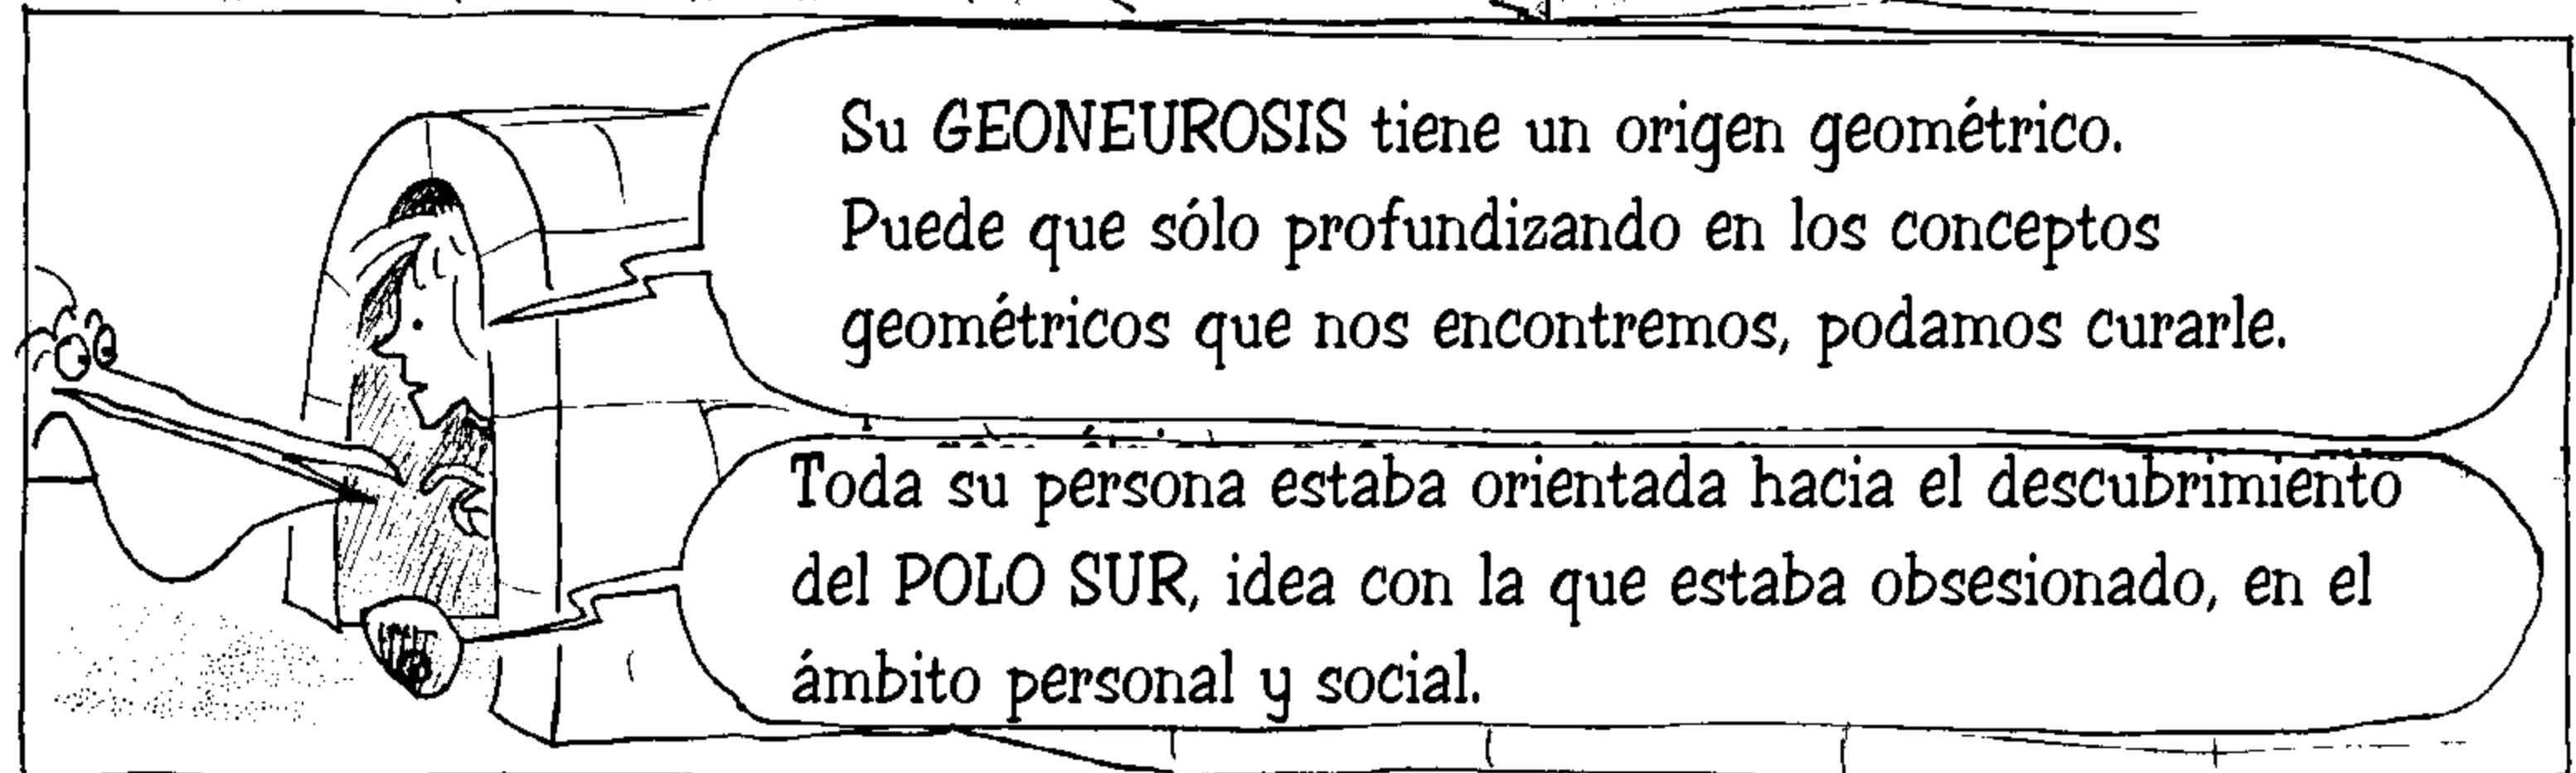 Su GEONEUROSIS tiene un origen geométrico.
Puede que sólo profundizando en los conceptos
geométricos que nos encontremos, podamos curarle.
Toda su persona estaba orientada hacia el descubrimiento
del POLO SUR, idea con la que estaba obsesionado, en el
ámbito personal y social.